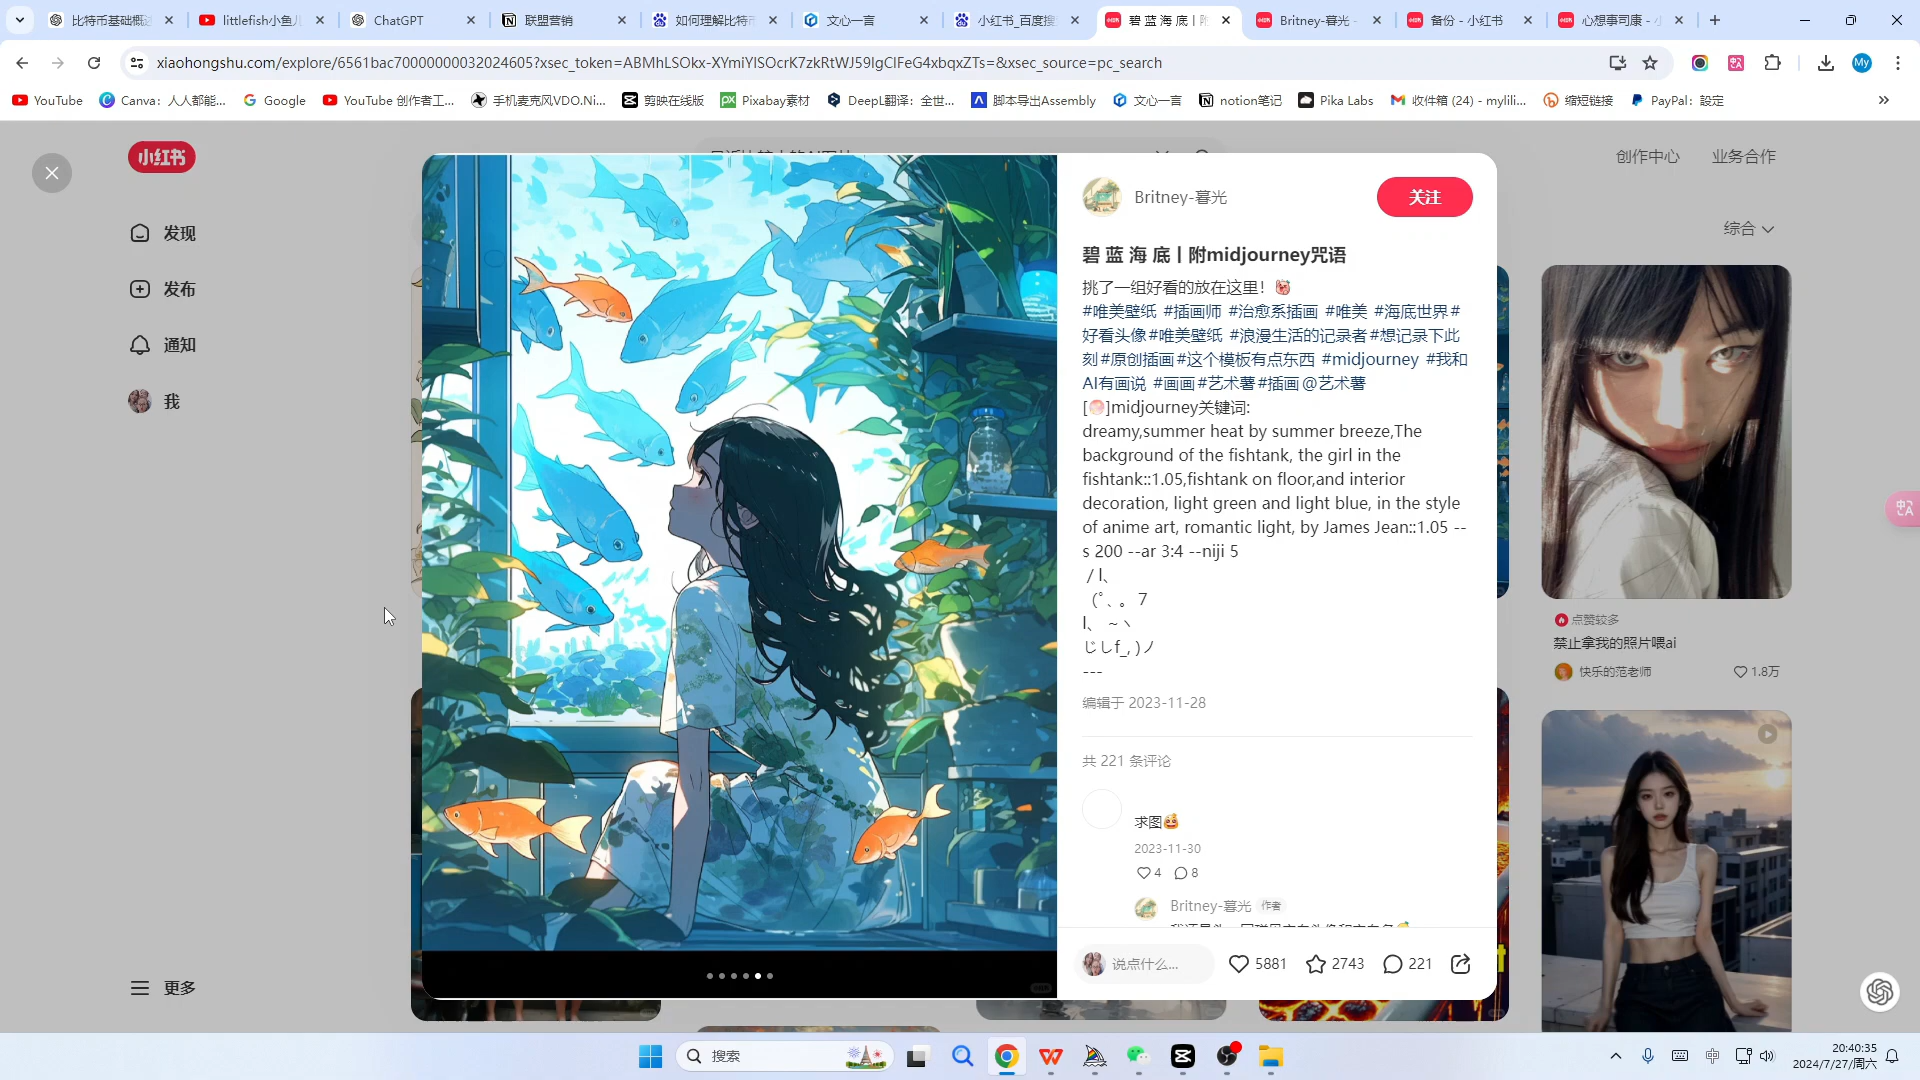 比特币基础概
littlefish小鱼儿
ChatGPT
联盟营销
如何理解比特
文心一言
小红书_百度搜
碧 蓝 海 底丨附
Britney-暮光 -
备份 - 小红书
心想事司康 -
xiaohongshu.com/explore/6561bac70000000032024605?xsec_token=ABMhLSOkx-XYmiYlSOcrK7zkRtWJ59lgClFeG4xbqxZTs=&xsec_source=pc_search
My
YouTube
Canva：人人都能...
Google
YouTube 创作者工...
手机麦克风VDO.Ni...
剪映在线版
Pixabay素材
DeepL翻译：全世...
脚本导出Assembly
文心一言
notion笔记
Pika Labs
收件箱 (24) - mylili...
缩短链接
PayPal：設定
小红书
创作中心
业务合作
发现
发布
通知
我
更多
综合
Britney-暮光
关注
碧 蓝 海 底丨附midjourney咒语
挑了一组好看的放在这里！
#唯美壁纸 #插画师 #治愈系插画 #唯美 #海底世界#
好看头像#唯美壁纸 #浪漫生活的记录者#想记录下此
刻#原创插画#这个模板有点东西 #midjourney #我和
AI有画说 #画画#艺术薯#插画@艺术薯
[🌸]midjourney关键词:
dreamy,summer heat by summer breeze,The
background of the fishtank, the girl in the
fishtank::1.05,fishtank on floor,and interior
decoration, light green and light blue, in the style
of anime art, romantic light, by James Jean::1.05 --
s 200 --ar 3:4 --niji 5
/ l、
(ﾟ、。 7
l、 ~ヽ
じしf_, )ノ
---
编辑于 2023-11-28
共 221 条评论
求图
2023-11-30
4
8
Britney-暮光 作者
说点什么...
5881
2743
221
点赞较多
禁止拿我的照片喂ai
快乐的范老师
1.8万
搜索
中
20:40:35
2024/7/27/周六